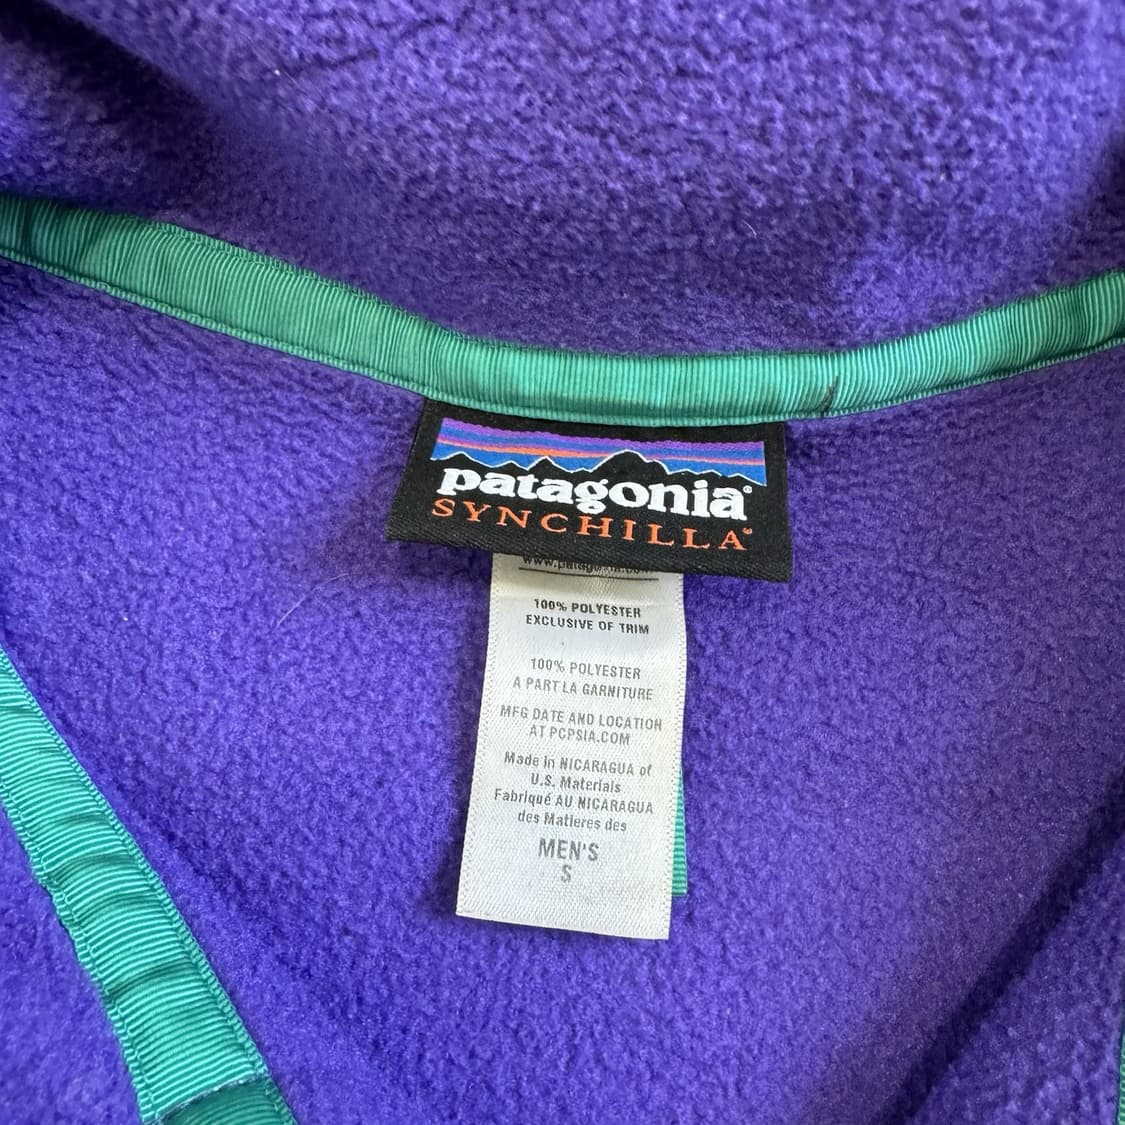 patagonia®
SYNCHILLA®
100% POLYESTER
EXCLUSIVE OF TRIM
100% POLYESTER
A PART LA GARNITURE
MFG DATE AND LOCATION
AT PCPSIA.COM
Made in NICARAGUA of
U.S. Materials
Fabriqué AU NICARAGUA
des Matieres des
MEN'S
S